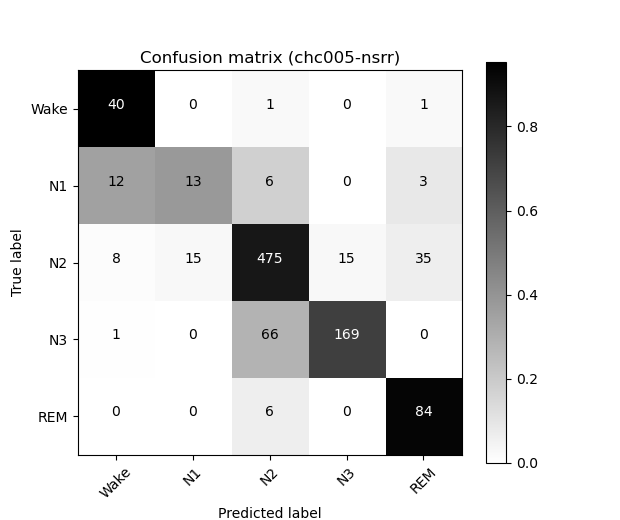 Confusion matrix (chc005-nsrr)
True label
Wake 40 0 1 0 1
N1 12 13 6 0 3
N2 8 15 475 15 35
N3 1 0 66 169 0
REM 0 0 6 0 84
Wake N1 N2 N3 REM
Predicted label
0.8
0.6
0.4
0.2
0.0